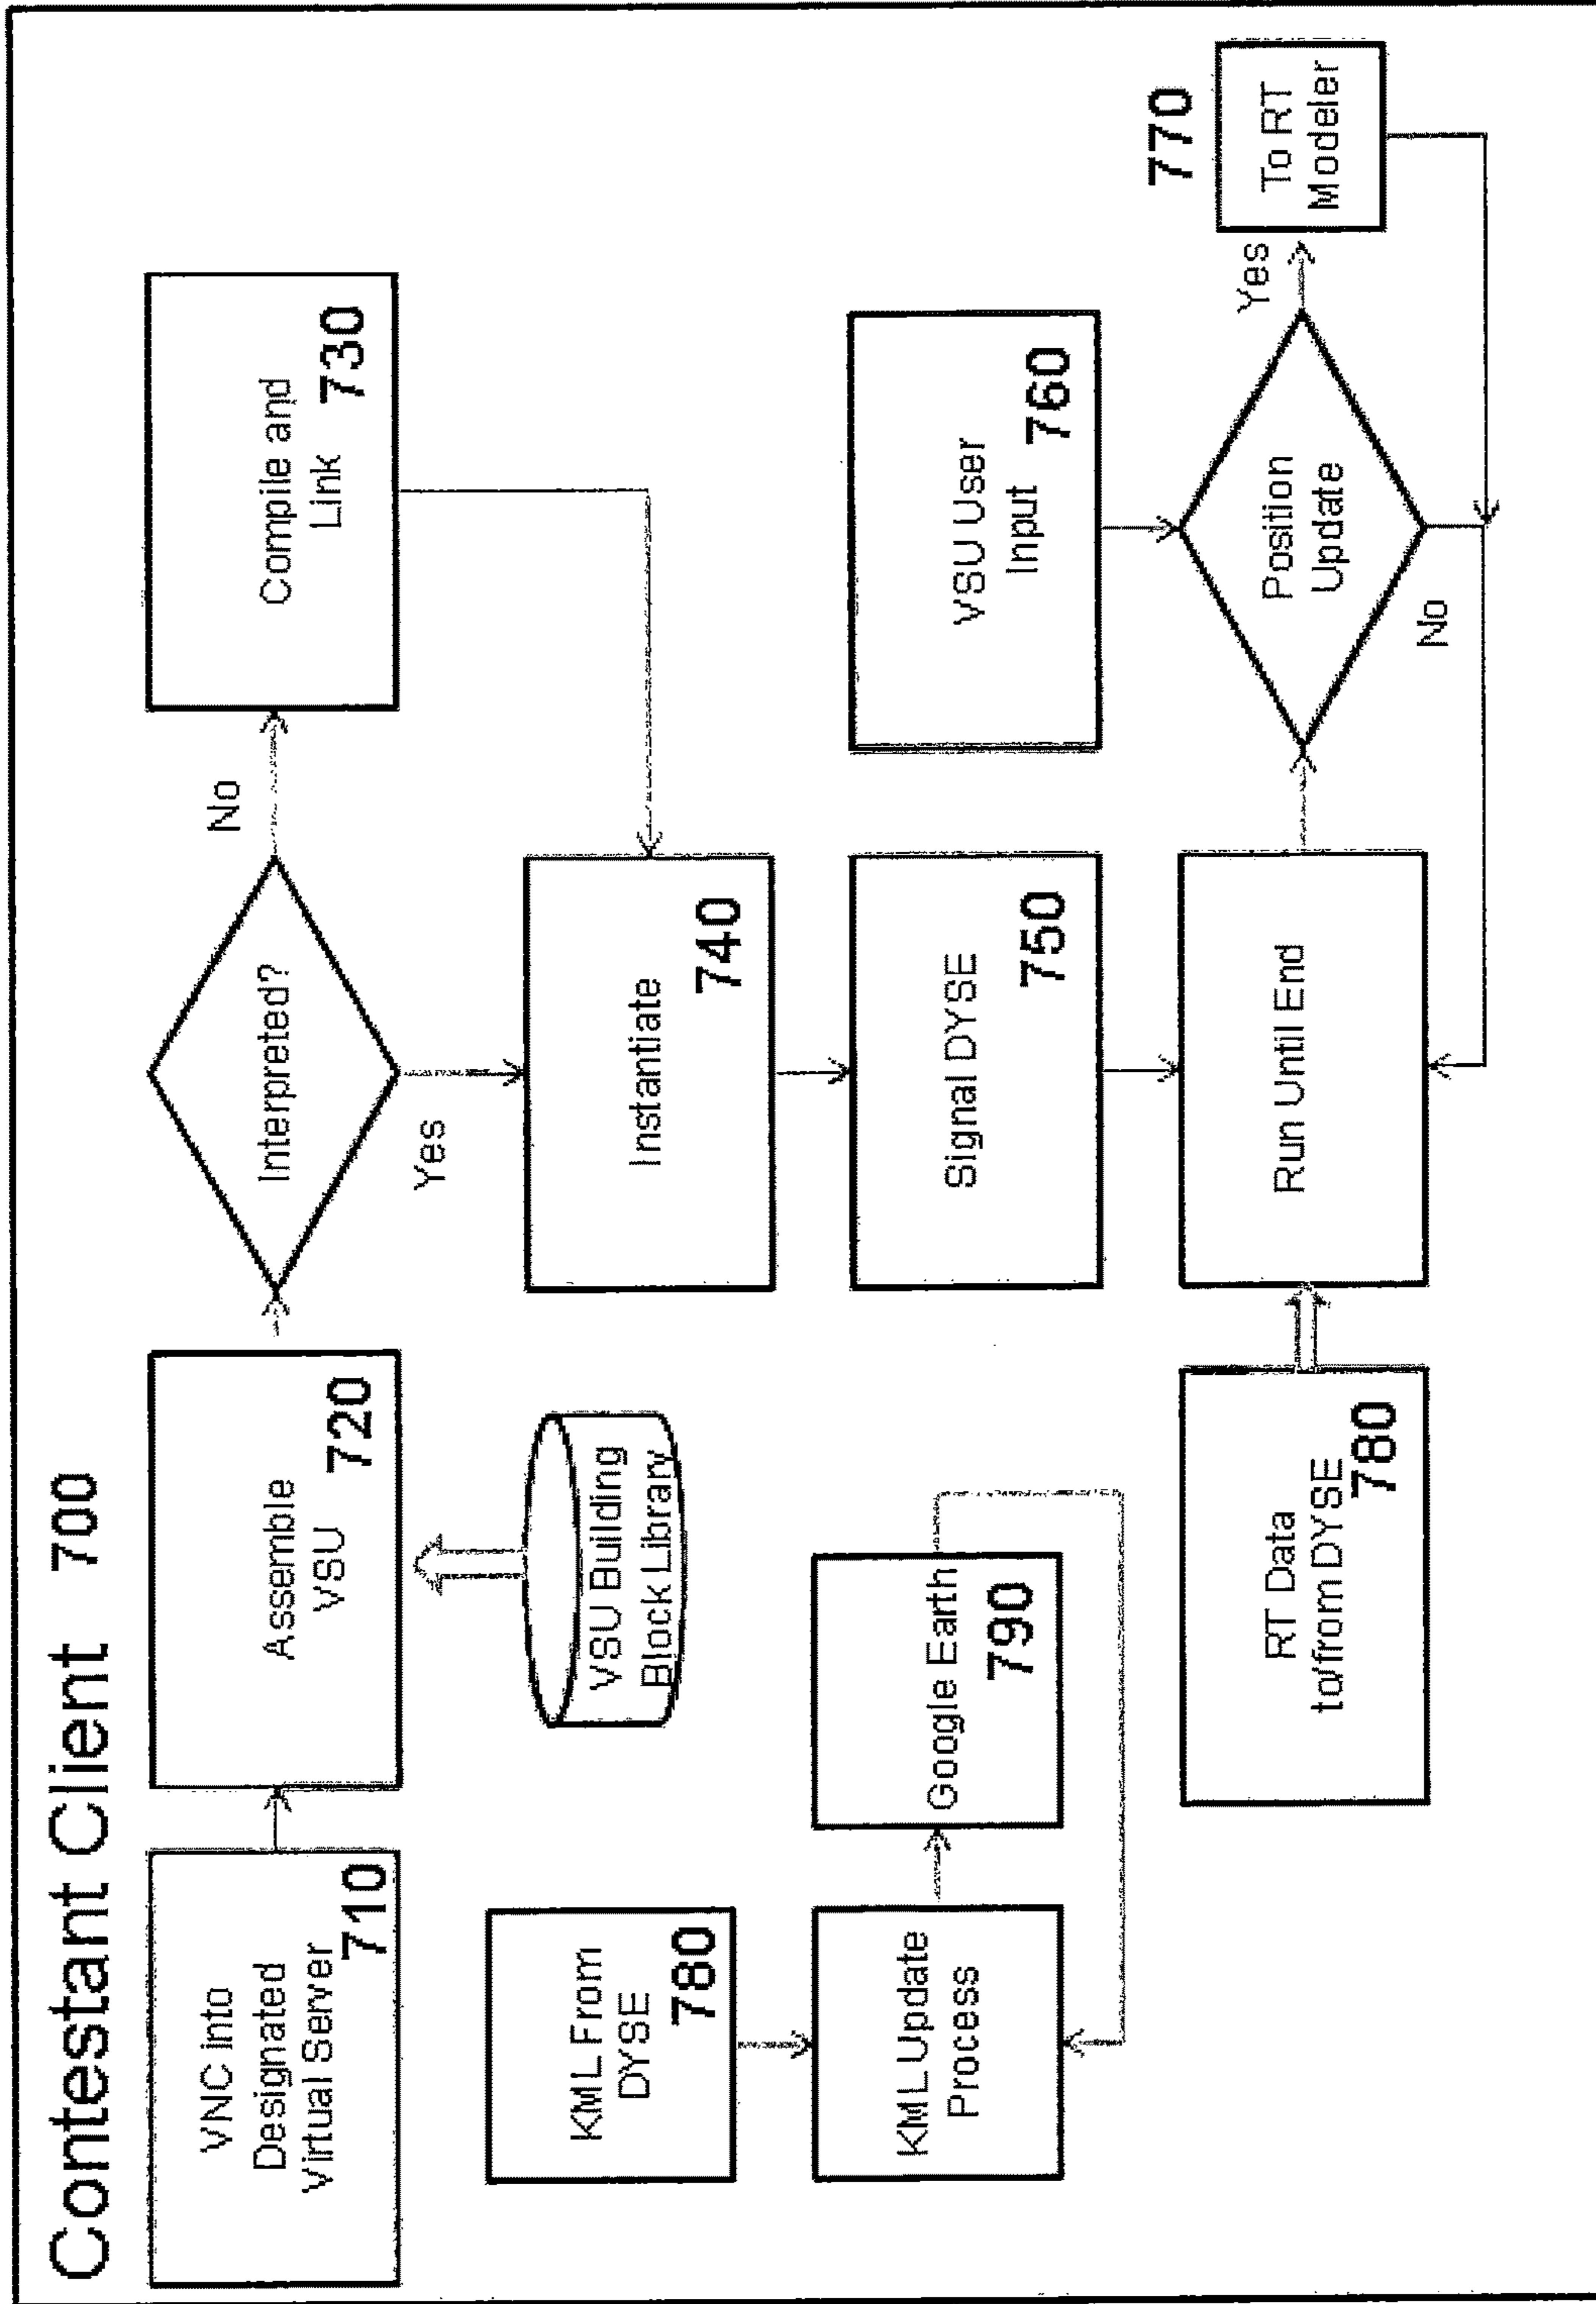 Contestant Client 700
VNC into
Designated
Virtual Server
710
Assemble
VSU
720
Interpreted?
No
Yes
Compile and
Link 730
VSU Building
Block Library
Instantiate
740
KML From
DYSE
780
KML Update
Process
Google Earth
790
Signal DYSE
750
VSU User
Input 760
RT Data
to/from DYSE
780
Run Until End
Position
Update
Yes
No
770
To RT
Modeler